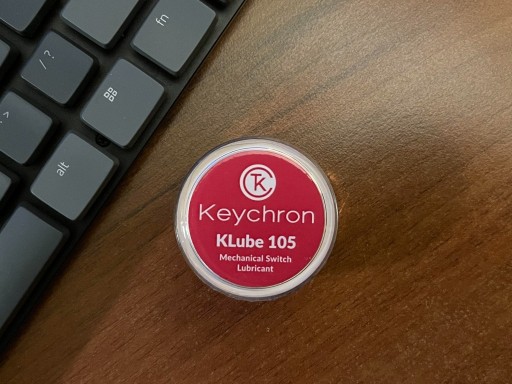 fn
/ ?
alt
K
Keychron
KLube 105
Mechanical Switch
Lubricant